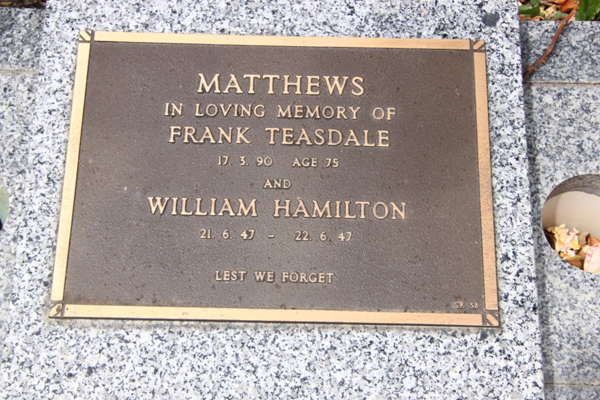 MATTHEWS
IN LOVING MEMORY OF
FRANK TEASDALE
17. 3. 90 AGE 75
AND
WILLIAM HAMILTON
21. 6. 47 - 22. 6. 47
LEST WE FORGET